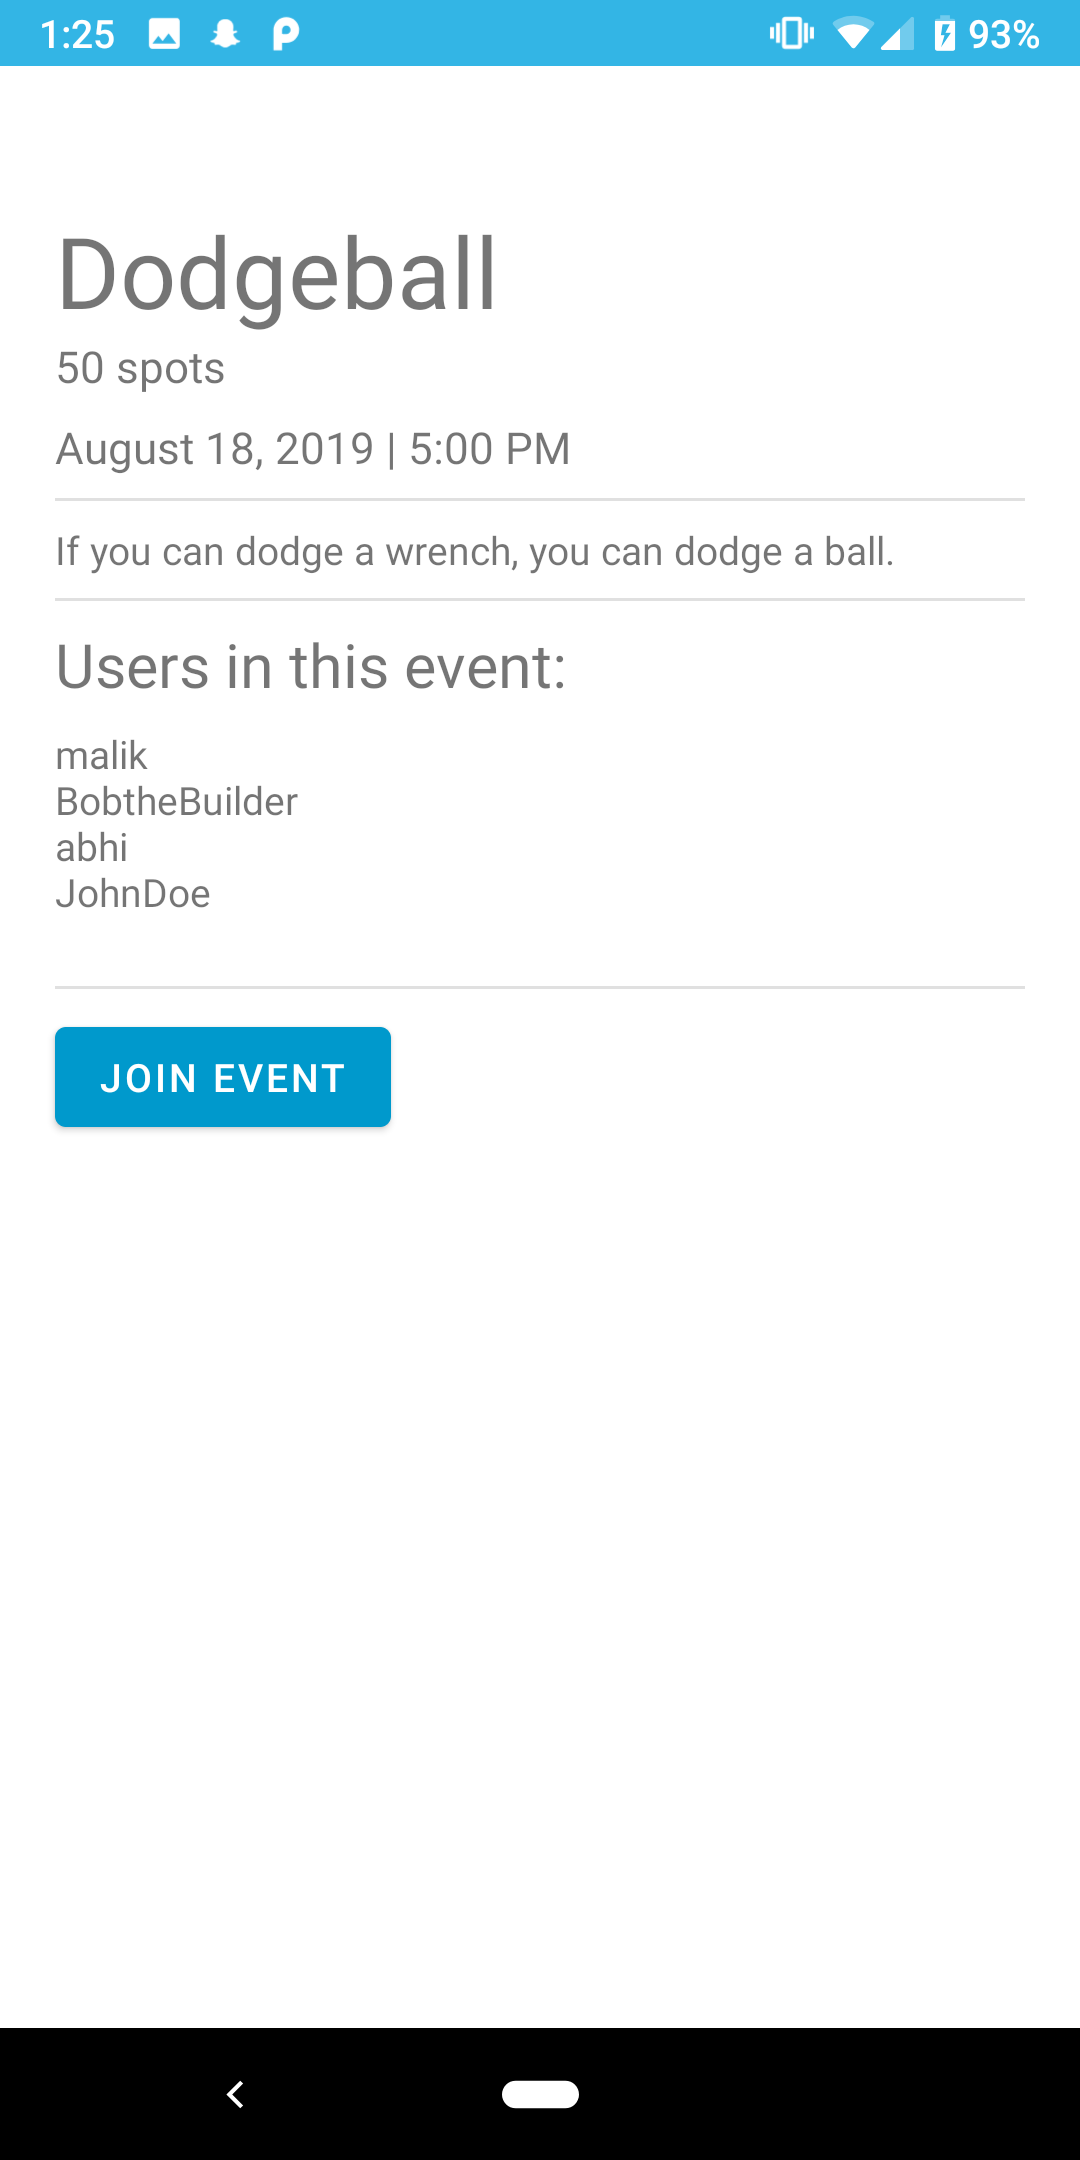 1:25 93%
Dodgeball
50 spots
August 18, 2019 | 5:00 PM
If you can dodge a wrench, you can dodge a ball.
Users in this event:
malik
BobtheBuilder
abhi
JohnDoe
JOIN EVENT